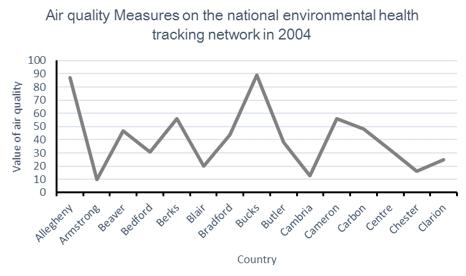 Air quality Measures on the national environmental health
tracking network in 2004
Value of air quality
100
90
80
70
60
50
40
30
20
10
0
Allegheny
Armstrong
Beaver
Bedford
Berks
Blair
Bradford
Bucks
Butler
Cambria
Cameron
Carbon
Centre
Chester
Clarion
Country